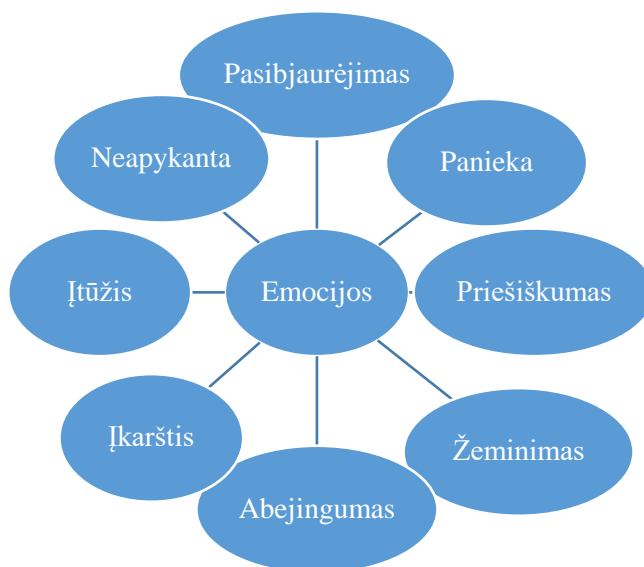 Pasibjaurėjimas
Neapykanta
Panieka
Įtūžis
Emocijos
Priešiškumas
Įkarštis
Žeminimas
Abejingumas